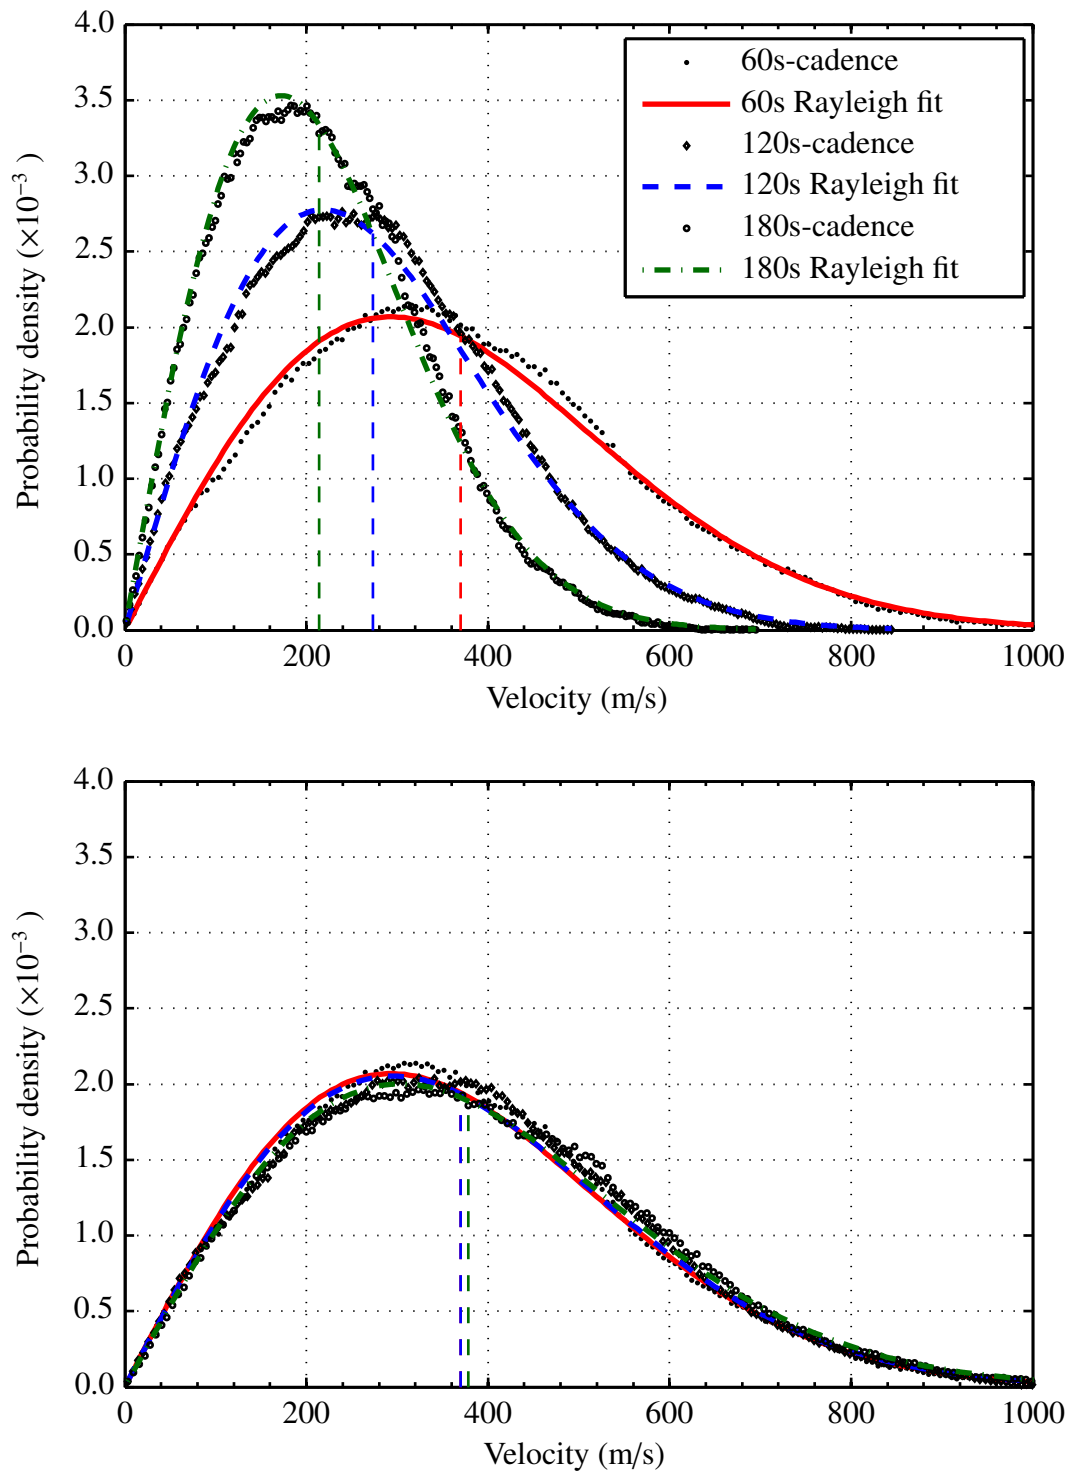 4.0
3.5
3.0
2.5
2.0
1.5
1.0
0.5
0.0
Probability density (×10⁻³ )
60s-cadence
60s Rayleigh fit
120s-cadence
120s Rayleigh fit
180s-cadence
180s Rayleigh fit
0 200 400 600 800 1000
Velocity (m/s)
4.0
3.5
3.0
2.5
2.0
1.5
1.0
0.5
0.0
Probability density (×10⁻³ )
0 200 400 600 800 1000
Velocity (m/s)